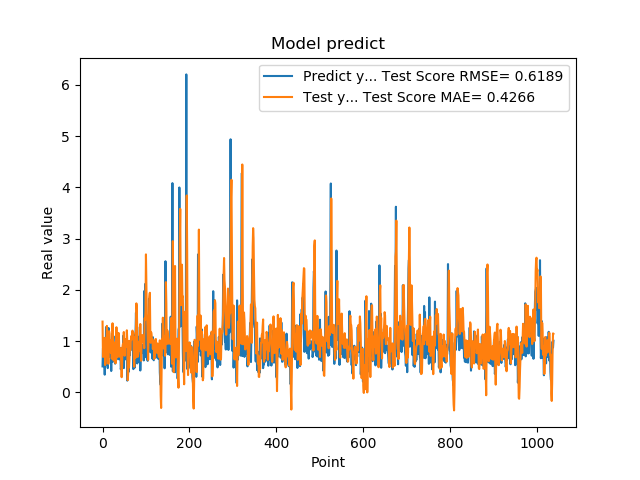 Model predict
Predict y... Test Score RMSE= 0.6189
Test y... Test Score MAE= 0.4266
6
5
4
3
2
1
0
Real value
0
200
400
600
800
1000
Point